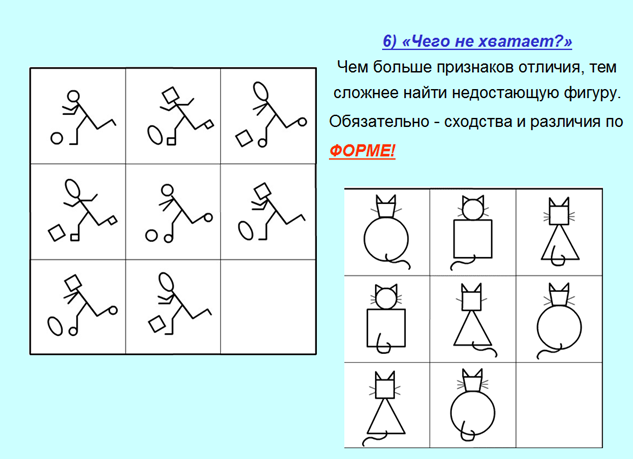 6) «Чего не хватает?»
Чем больше признаков отличия, тем
сложнее найти недостающую фигуру.
Обязательно - сходства и различия по
ФОРМЕ!